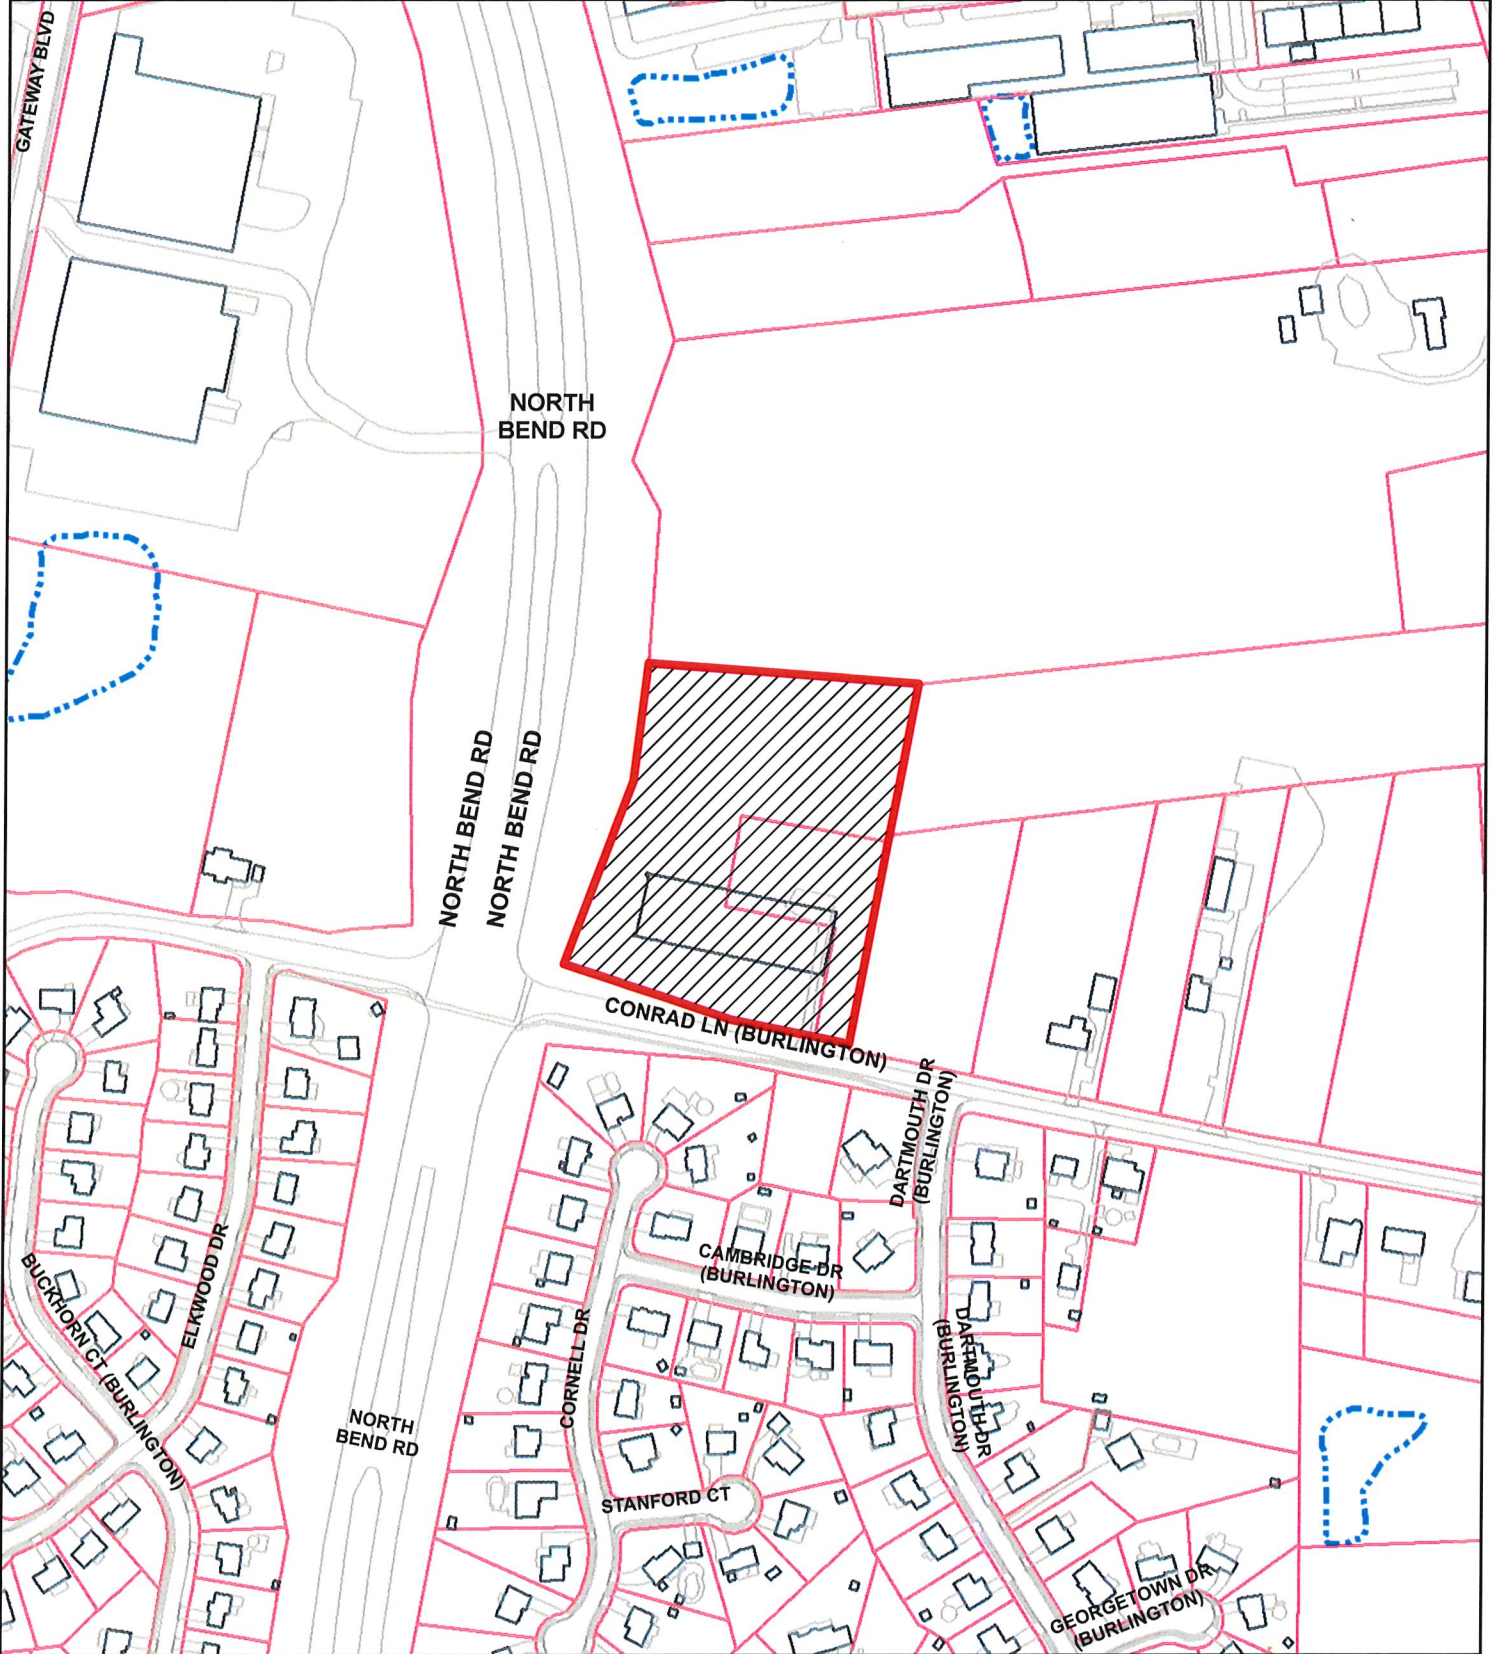 GATEWAY BLVD
NORTH
BEND RD
NORTH BEND RD
NORTH BEND RD
CONRAD LN (BURLINGTON)
DARTMOUTH DR
(BURLINGTON)
CAMBRIDGE DR
(BURLINGTON)
ELKWOOD DR
BUCKHORN CT (BURLINGTON)
CORNELL DR
DARTMOUTH DR
(BURLINGTON)
NORTH
BEND RD
STANFORD CT
GEORGETOWN DR
(BURLINGTON)